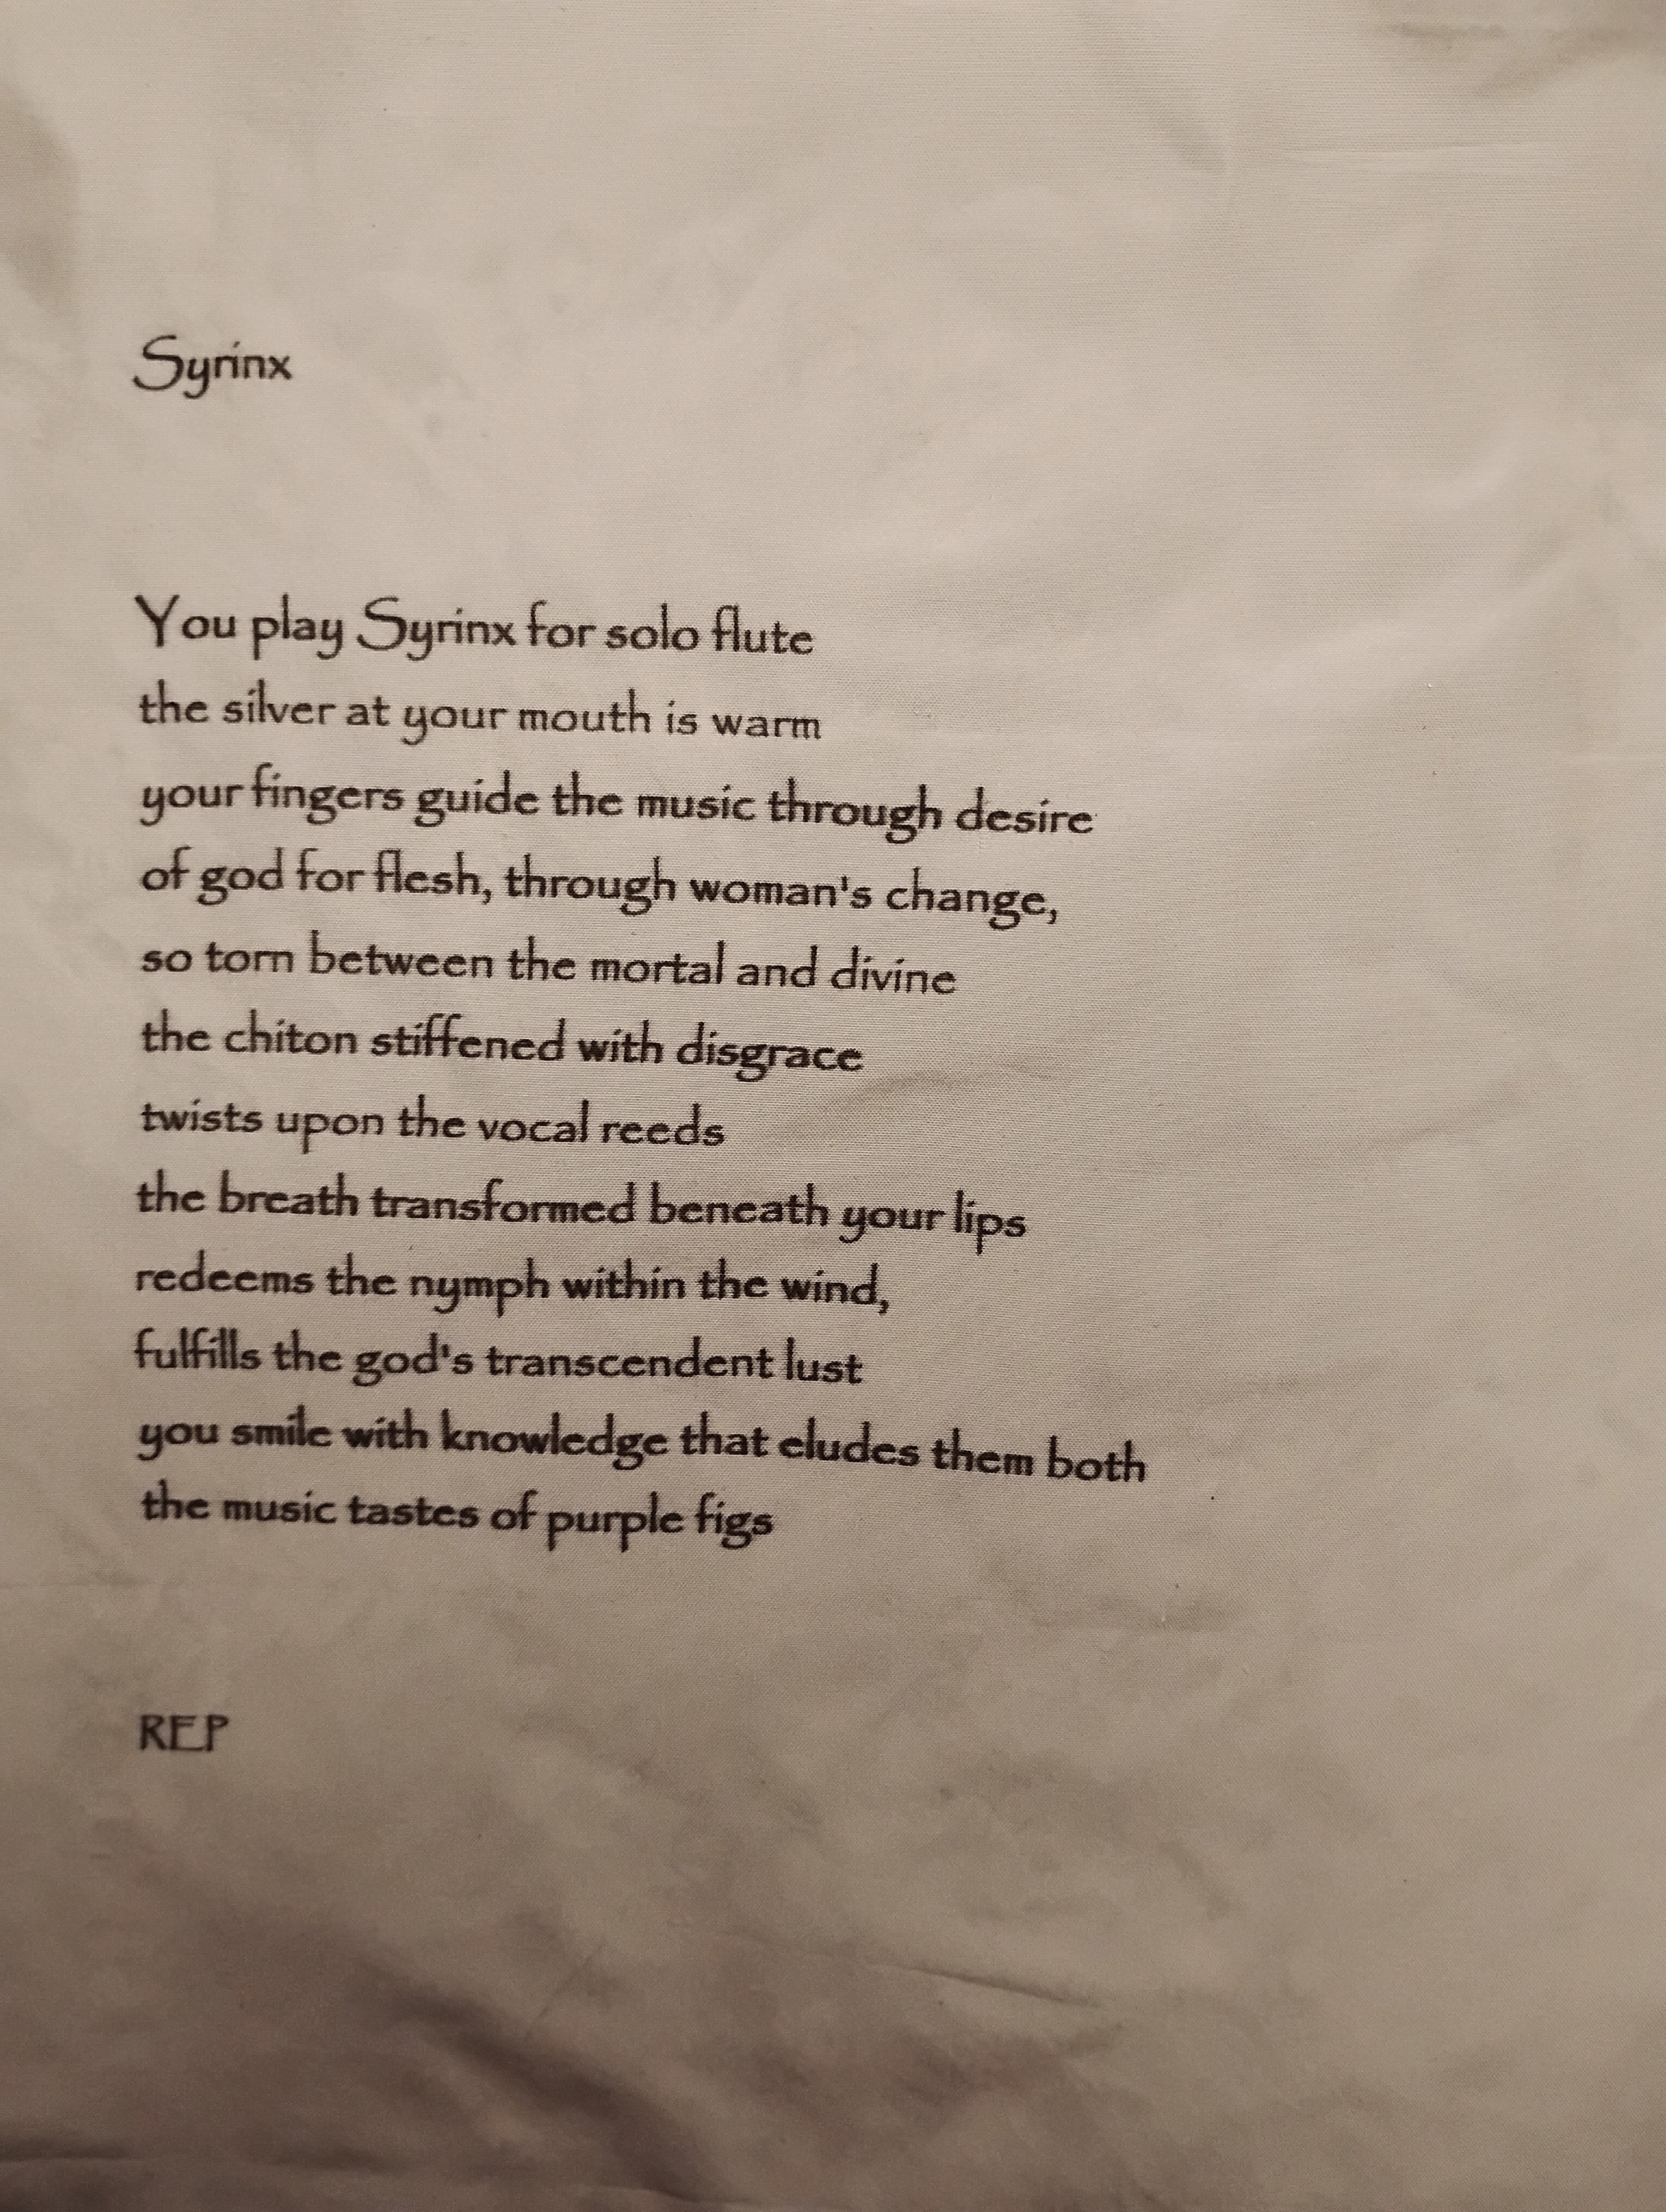 Syrinx
You play Syrinx for solo flute
the silver at your mouth is warm
your fingers guide the music through desire
of god for flesh, through woman's change,
so torn between the mortal and divine
the chiton stiffened with disgrace
twists upon the vocal reeds
the breath transformed beneath your lips
redeems the nymph within the wind,
fulfills the god's transcendent lust
you smile with knowledge that eludes them both
the music tastes of purple figs
REP